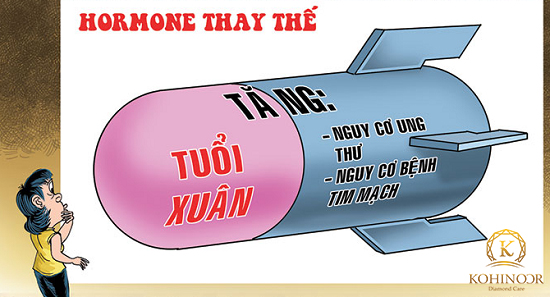 HORMONE THAY THẾ
TĂNG:
TUỔI
XUÂN
- NGUY CƠ UNG
THƯ
- NGUY CƠ BỆNH
TIM MẠCH
K
KOHINOOR
Diamond Care